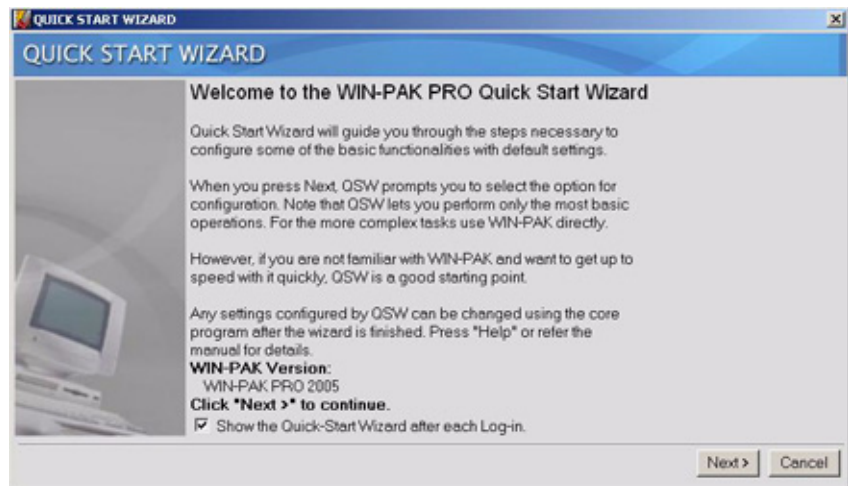 QUICK START WIZARD
QUICK START WIZARD
Welcome to the WIN-PAK PRO Quick Start Wizard
Quick Start Wizard will guide you through the steps necessary to
configure some of the basic functionalities with default settings.
When you press Next, QSW prompts you to select the option for
configuration. Note that QSW lets you perform only the most basic
operations. For the more complex tasks use WIN-PAK directly.
However, if you are not familiar with WIN-PAK and want to get up to
speed with it quickly, QSW is a good starting point.
Any settings configured by QSW can be changed using the core
program after the wizard is finished. Press "Help" or refer the
manual for details.
WIN-PAK Version:
WIN-PAK PRO 2005
Click "Next >" to continue.
Show the Quick-Start Wizard after each Log-in.
Next > Cancel